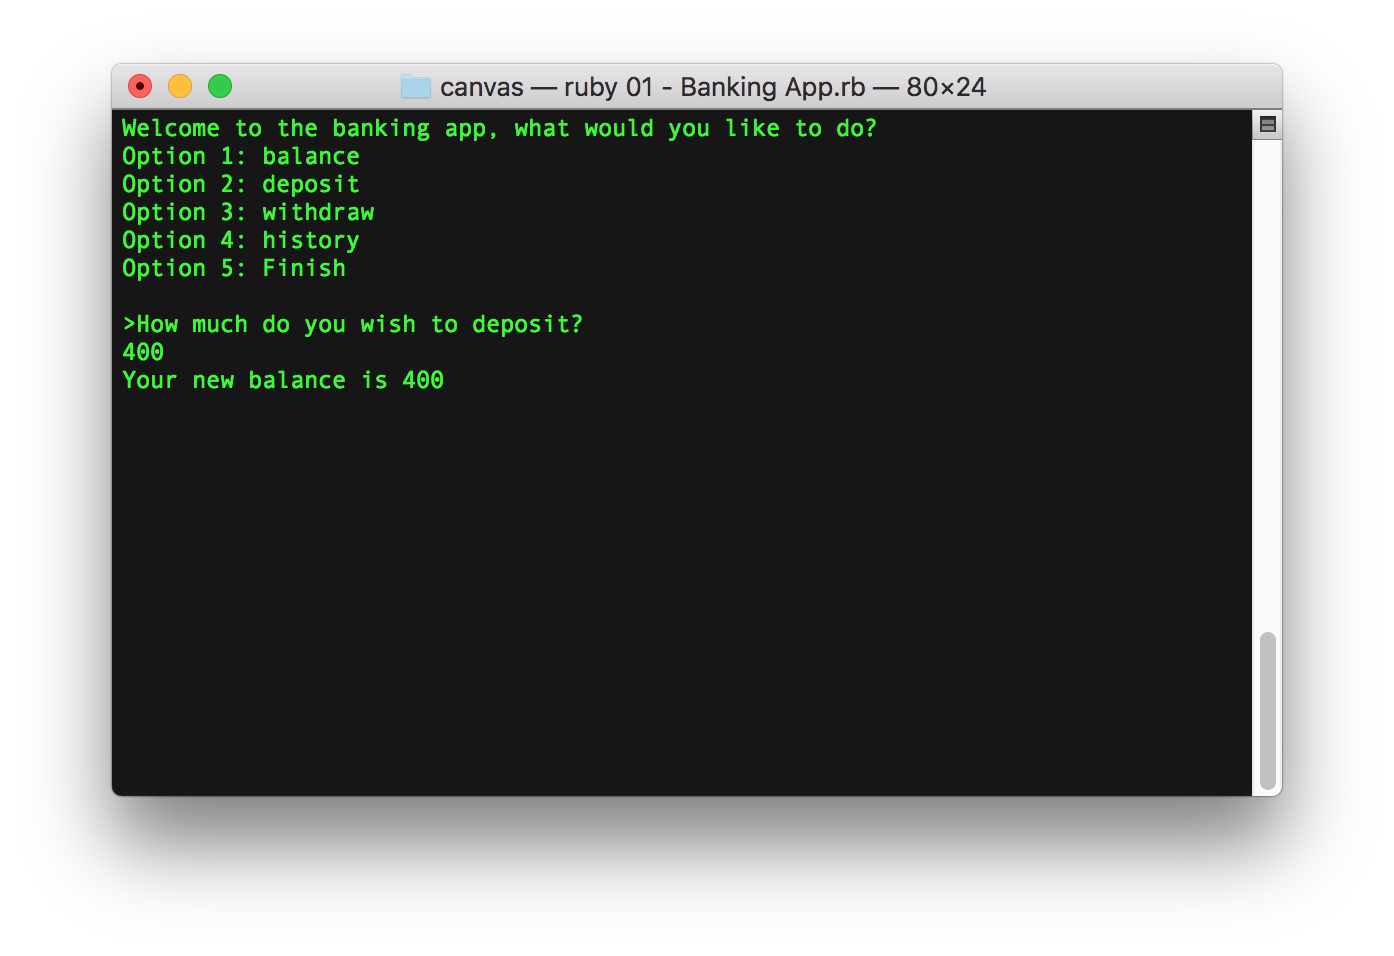 canvas — ruby 01 - Banking App.rb — 80×24
Welcome to the banking app, what would you like to do?
Option 1: balance
Option 2: deposit
Option 3: withdraw
Option 4: history
Option 5: Finish
>How much do you wish to deposit?
400
Your new balance is 400